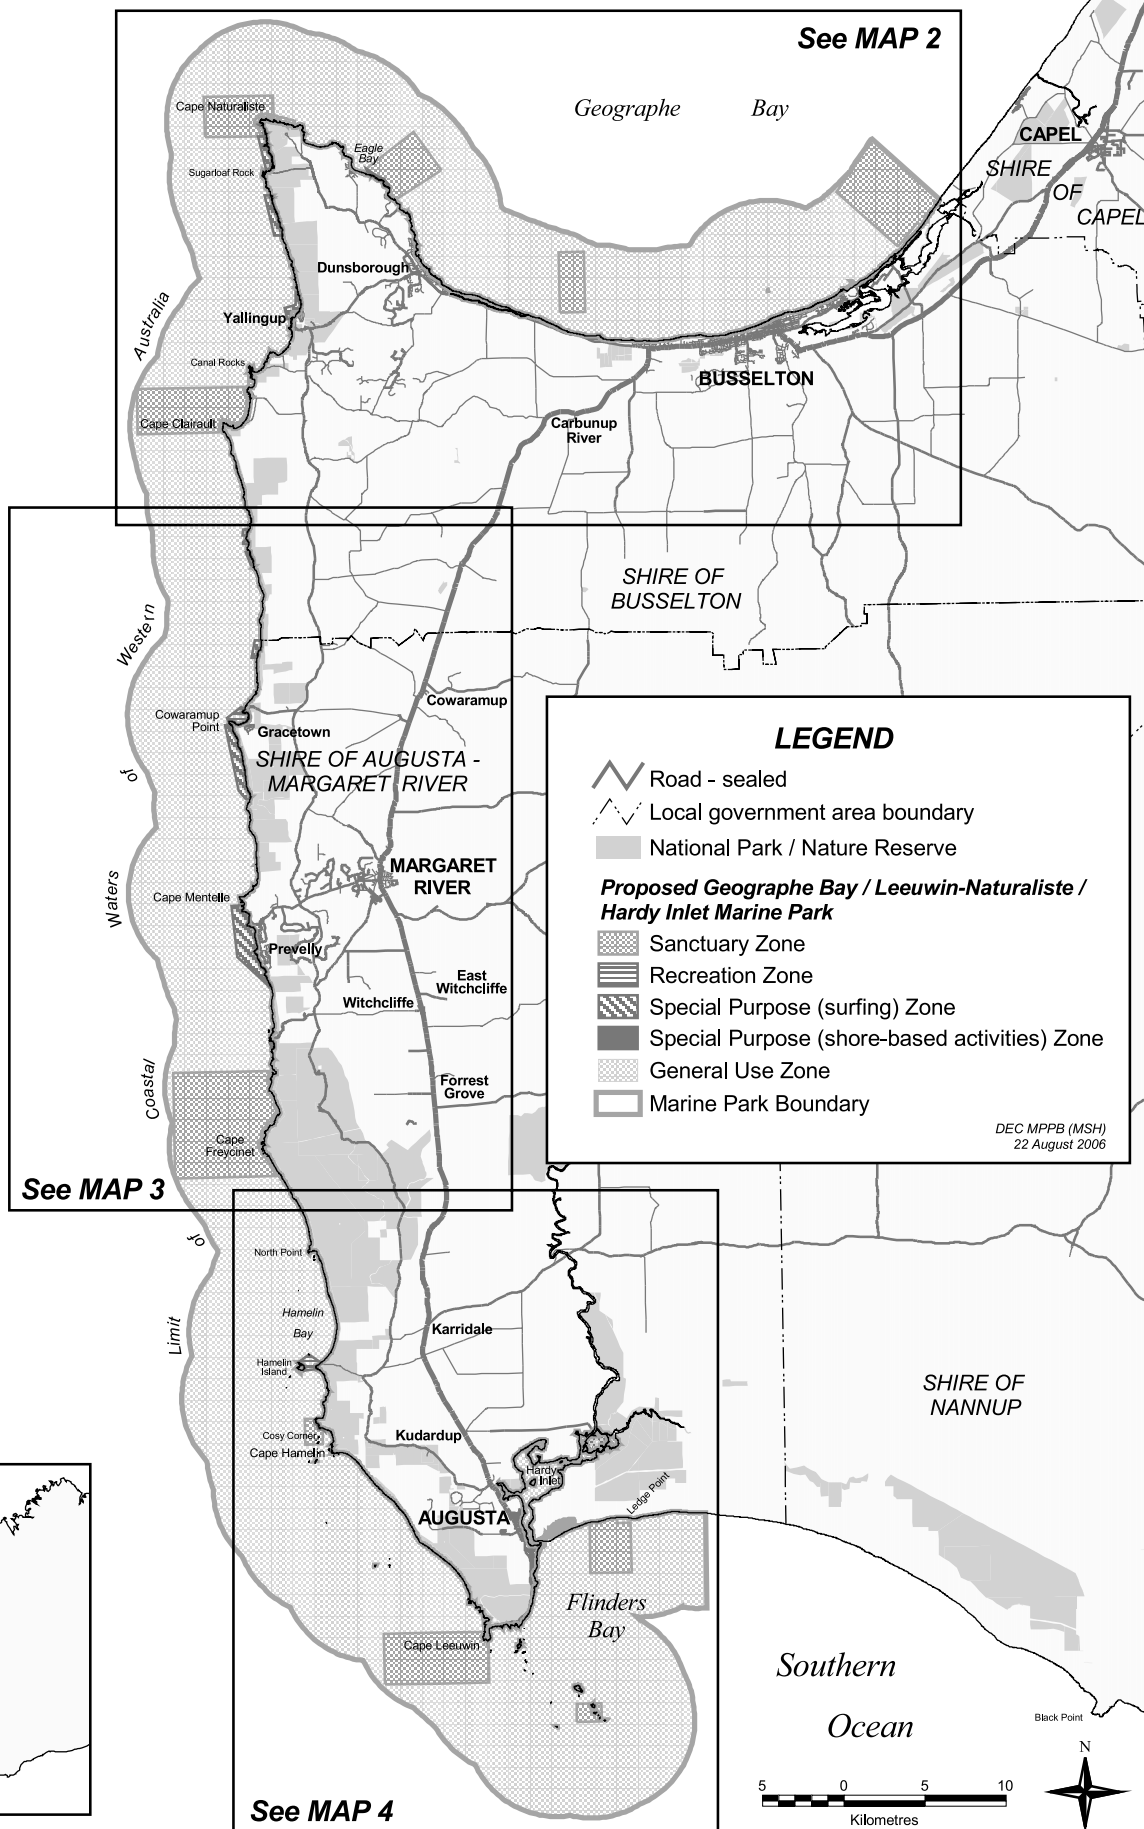 See MAP 2
Geographe Bay
Cape Naturaliste
Eagle
Bay
Sugarloaf Rock
CAPEL
SHIRE
OF
CAPEL
Dunsborough
Yallingup
Australia
Canal Rocks
BUSSELTON
Cape Clairault
Carbunup
River
SHIRE OF
BUSSELTON
Western
Cowaramup
Cowaramup
Point
Gracetown
of
SHIRE OF AUGUSTA -
MARGARET RIVER
MARGARET
RIVER
Cape Mentelle
Waters
Prevelly
East
Witchcliffe
Witchcliffe
Coastal
Forrest
Grove
Cape
Freycinet
See MAP 3
LEGEND
Road - sealed
Local government area boundary
National Park / Nature Reserve
Proposed Geographe Bay / Leeuwin-Naturaliste /
Hardy Inlet Marine Park
Sanctuary Zone
Recreation Zone
Special Purpose (surfing) Zone
Special Purpose (shore-based activities) Zone
General Use Zone
Marine Park Boundary
DEC MPPB (MSH)
22 August 2006
of
North Point
Hamelin
Bay
Limit
Karridale
Hamelin
Island
SHIRE OF
NANNUP
Cosy Corner
Cape Hamelin
Kudardup
Hardy
Inlet
Ledge Point
AUGUSTA
Flinders
Bay
Cape Leeuwin
Southern
Ocean
Black Point
N
5 0 5 10
Kilometres
See MAP 4